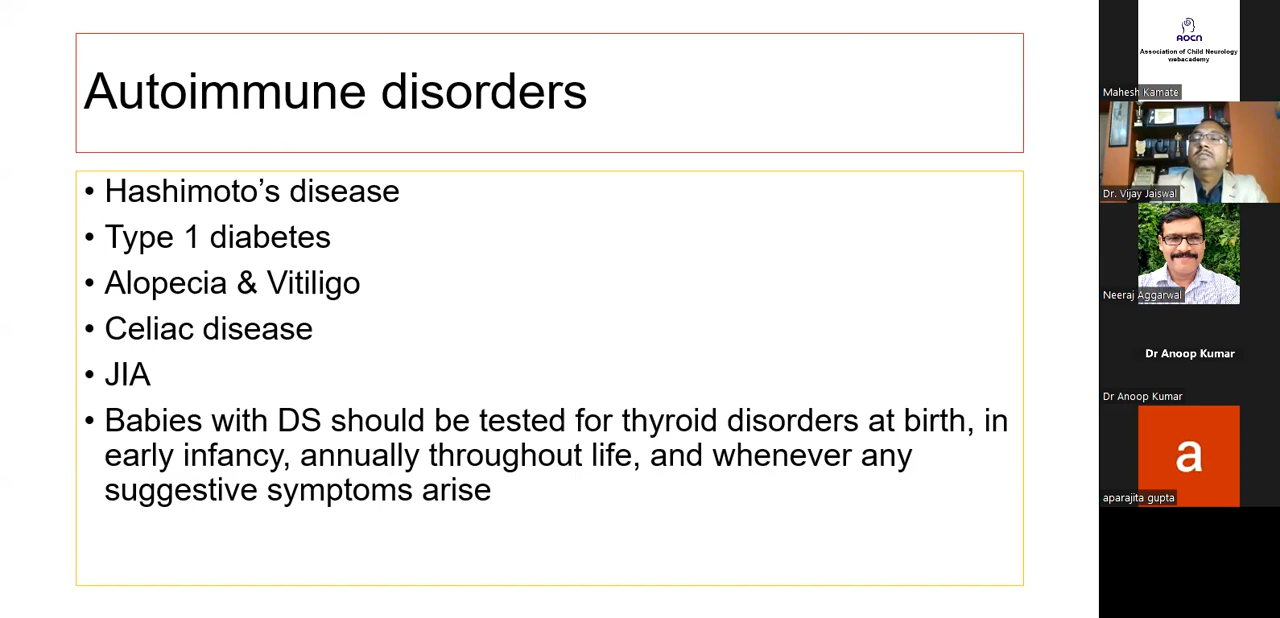 Autoimmune disorders
• Hashimoto’s disease
• Type 1 diabetes
• Alopecia & Vitiligo
• Celiac disease
• JIA
• Babies with DS should be tested for thyroid disorders at birth, in
early infancy, annually throughout life, and whenever any
suggestive symptoms arise
AOCN
Association of Child Neurology
webacademy
Mahesh Kamate
Dr. Vijay Jaiswal
Neeraj Aggarwal
Dr Anoop Kumar
Dr Anoop Kumar
a
aparajita gupta